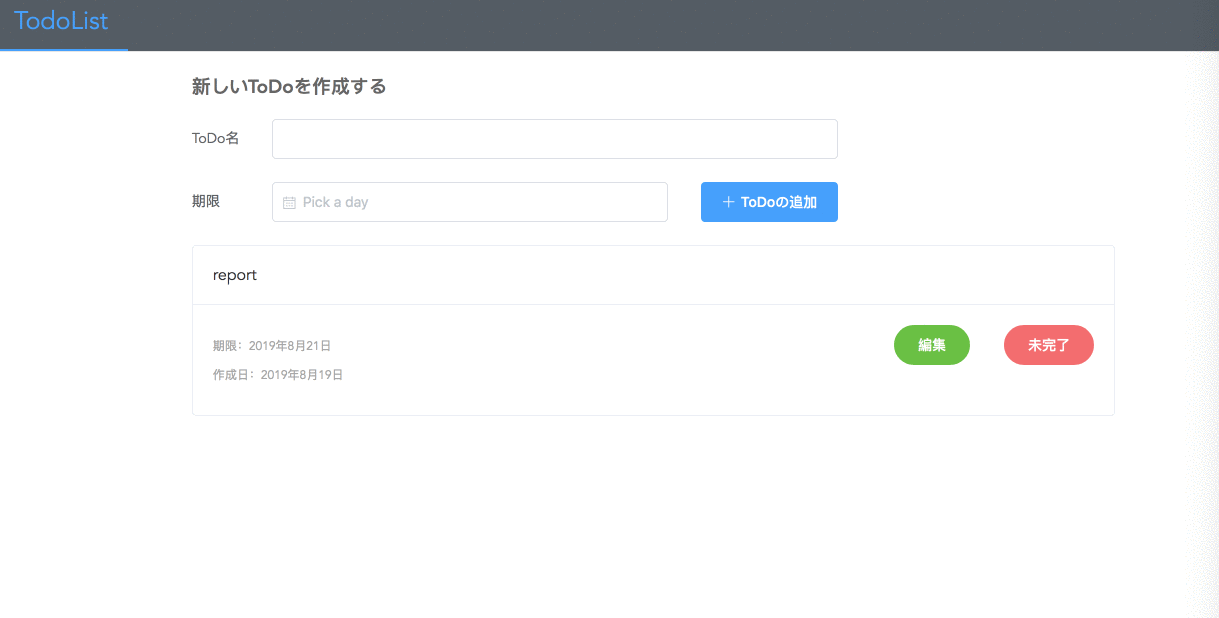 TodoList
新しいToDoを作成する
ToDo名
期限
Pick a day
+ ToDoの追加
report
期限：2019年8月21日
編集
未完了
作成日：2019年8月19日